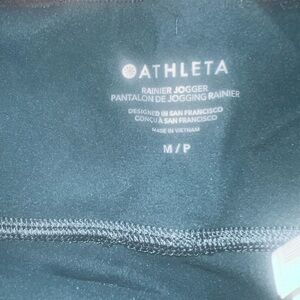 ATHLETA
RAINIER JOGGER
PANTALON DE JOGGING RAINIER
DESIGNED IN SAN FRANCISCO
CONÇU À SAN FRANCISCO
MADE IN VIETNAM
M/P